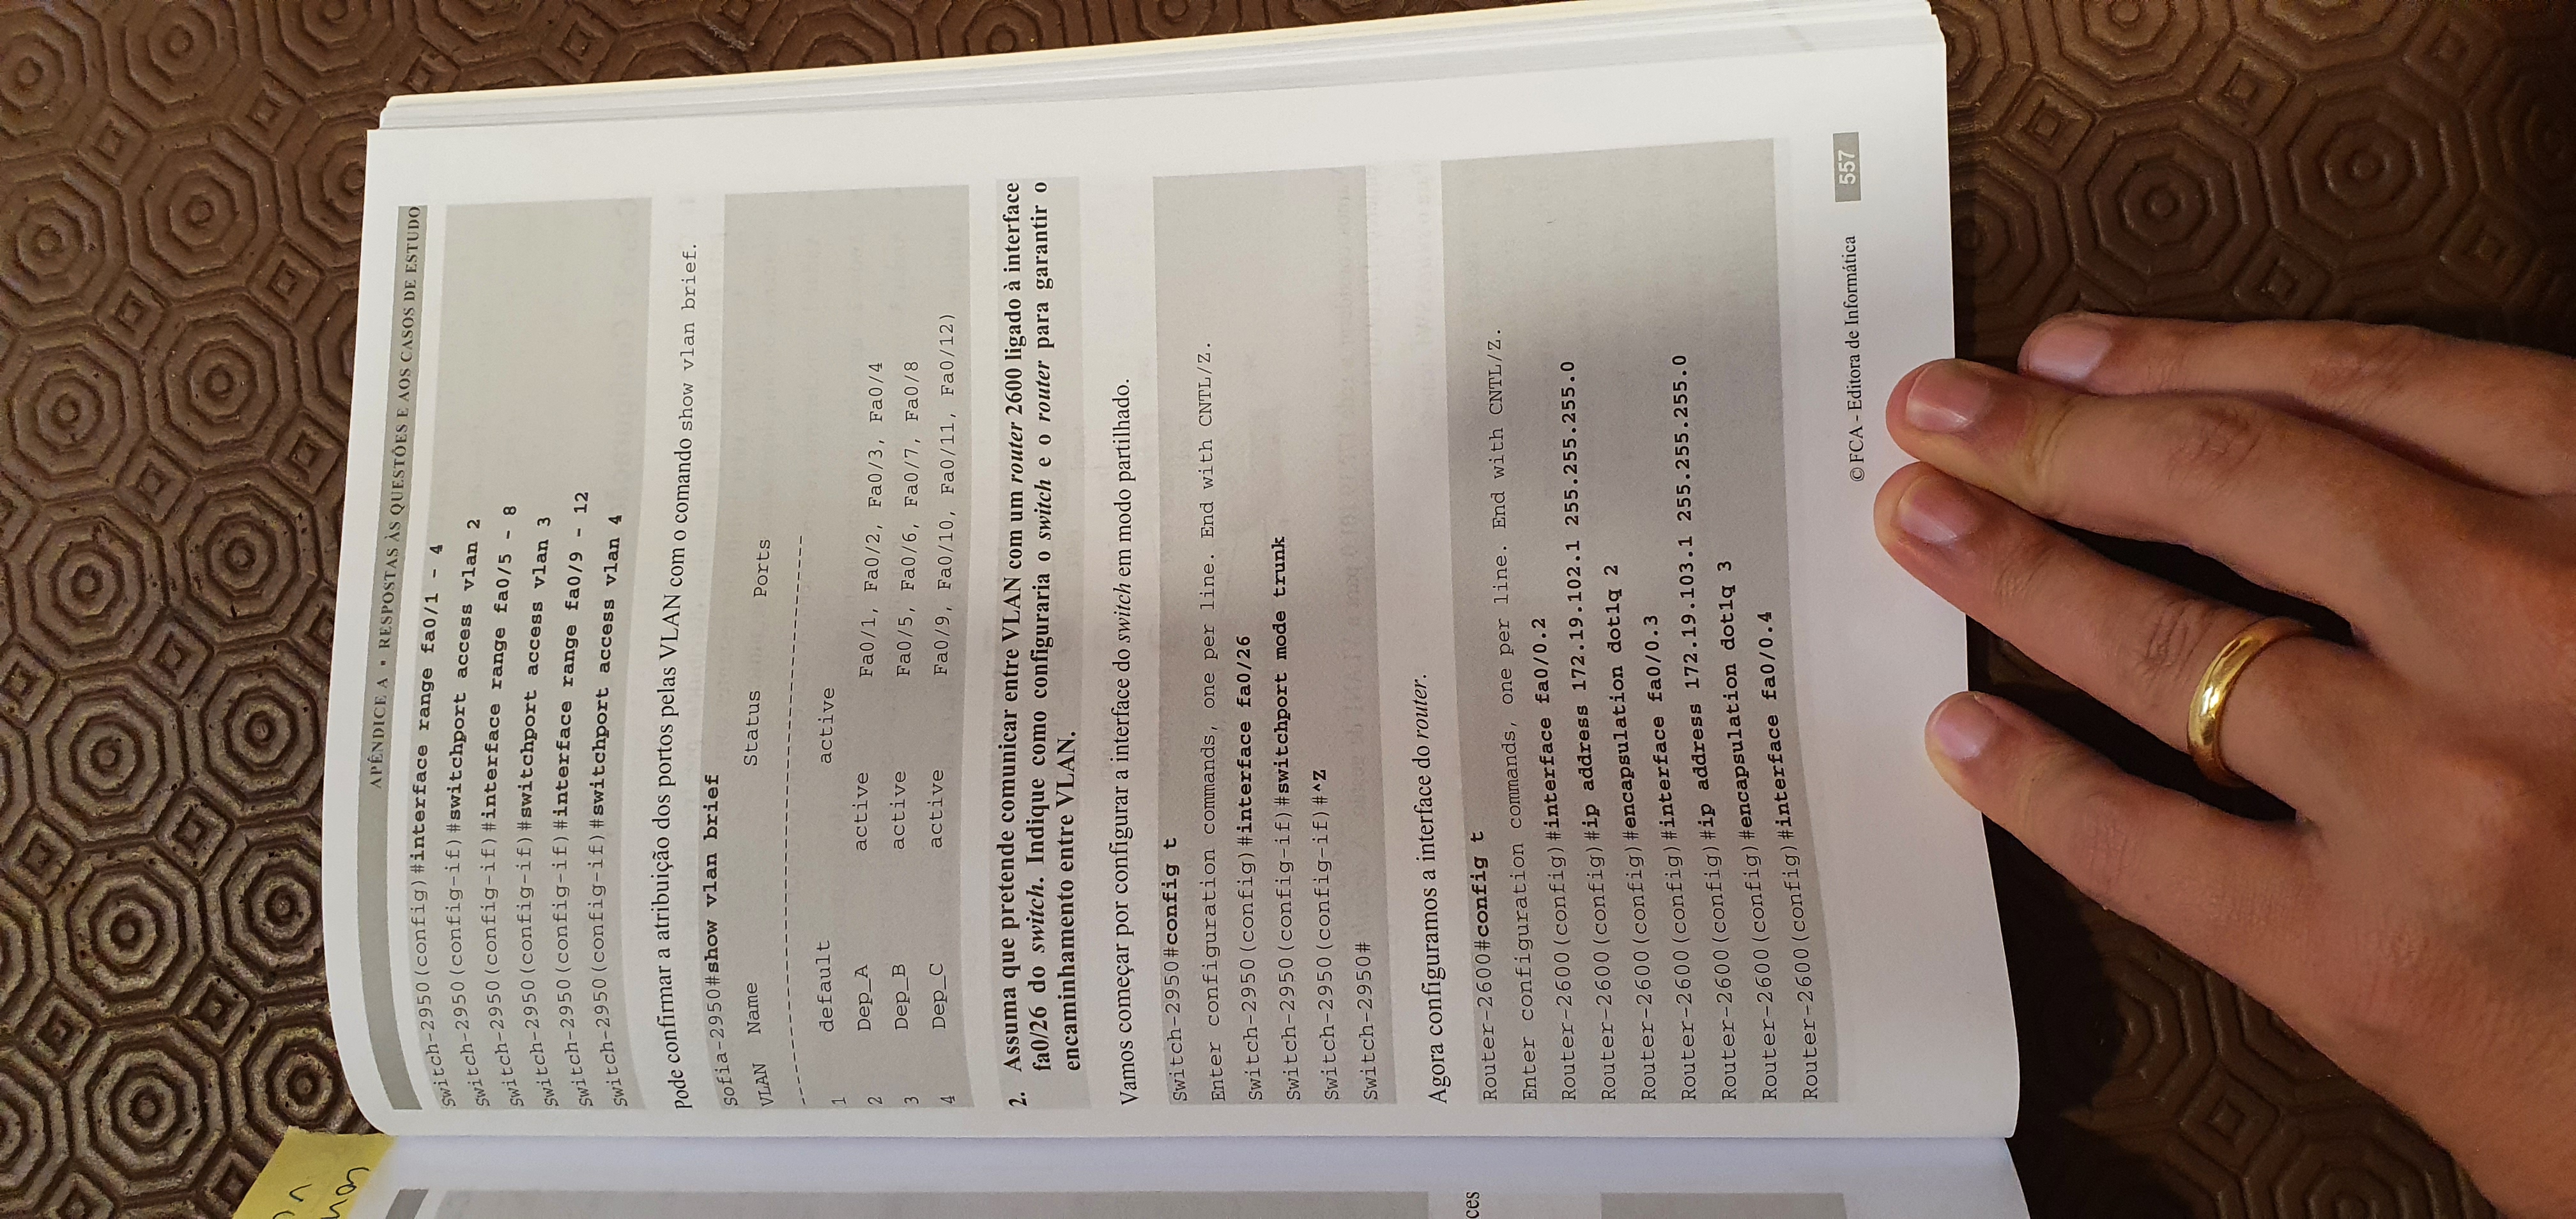 APÊNDICE A ▪ RESPOSTAS ÀS QUESTÕES E AOS CASOS DE ESTUDO
Switch-2950(config)#interface range fa0/1 - 4
Switch-2950(config-if)#switchport access vlan 2
Switch-2950(config-if)#interface range fa0/5 - 8
Switch-2950(config-if)#switchport access vlan 3
Switch-2950(config-if)#interface range fa0/9 - 12
Switch-2950(config-if)#switchport access vlan 4
Pode confirmar a atribuição dos portos pelas VLAN com o comando show vlan brief.
Sofia-2950#show vlan brief
VLAN Name Status Ports
------------------------------------------------
1 default active
2 Dep_A active Fa0/1, Fa0/2, Fa0/3, Fa0/4
3 Dep_B active Fa0/5, Fa0/6, Fa0/7, Fa0/8
4 Dep_C active Fa0/9, Fa0/10, Fa0/11, Fa0/12)
2. Assuma que pretende comunicar entre VLAN com um router 2600 ligado à interface
fa0/26 do switch. Indique como configuraria o switch e o router para garantir o
encaminhamento entre VLAN.
Vamos começar por configurar a interface do switch em modo partilhado.
Switch-2950#config t
Enter configuration commands, one per line. End with CNTL/Z.
Switch-2950(config)#interface fa0/26
Switch-2950(config-if)#switchport mode trunk
Switch-2950(config-if)#^Z
Switch-2950#
Agora configuramos a interface do router.
ces
Router-2600#config t
Enter configuration commands, one per line. End with CNTL/Z.
Router-2600(config)#interface fa0/0.2
Router-2600(config)#ip address 172.19.102.1 255.255.255.0
Router-2600(config)#encapsulation dot1q 2
Router-2600(config)#interface fa0/0.3
Router-2600(config)#ip address 172.19.103.1 255.255.255.0
Router-2600(config)#encapsulation dot1q 3
Router-2600(config)#interface fa0/0.4
© FCA - Editora de Informática 557